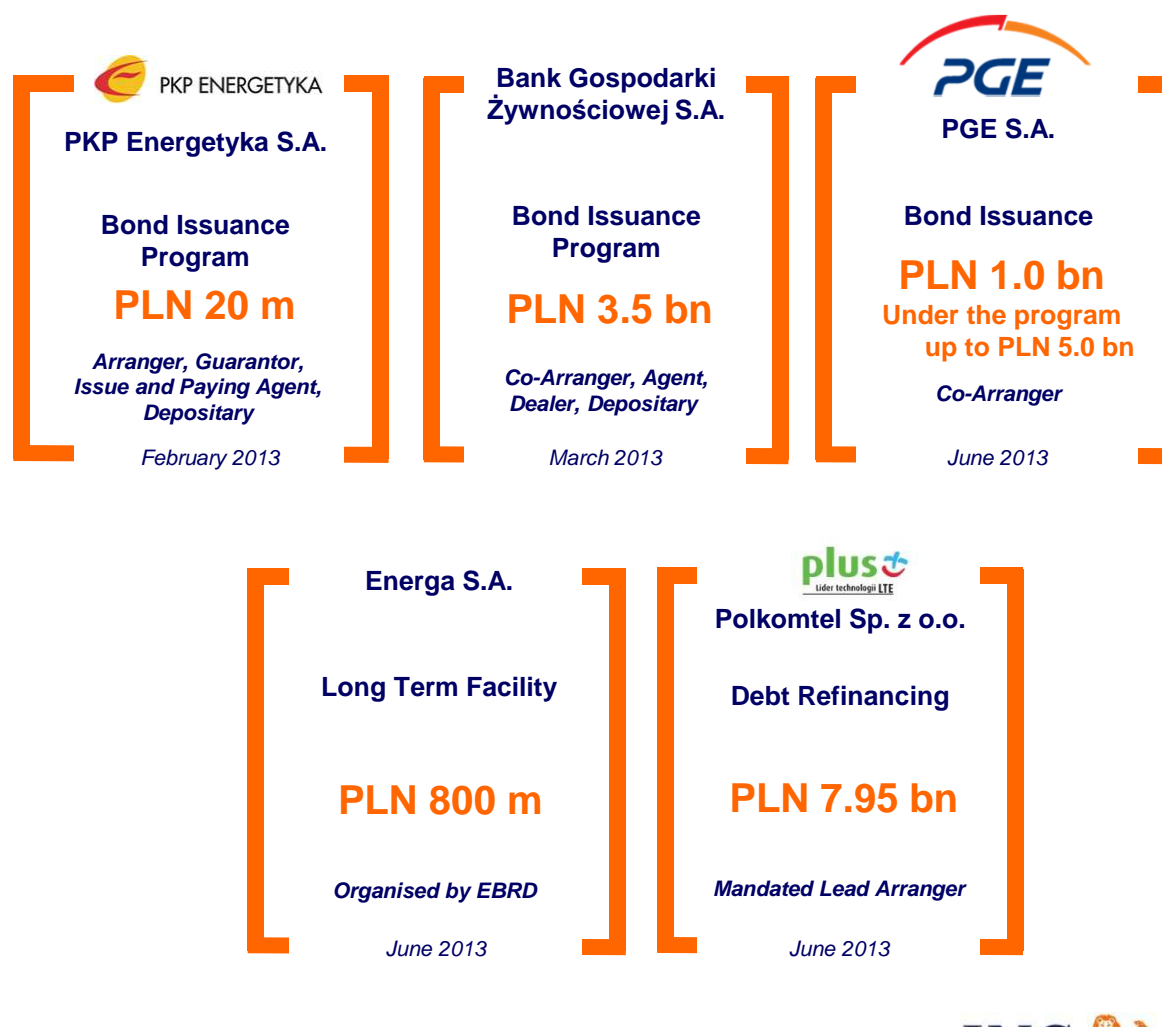 PKP ENERGETYKA
PKP Energetyka S.A.
Bond Issuance
Program
PLN 20 m
Arranger, Guarantor,
Issue and Paying Agent,
Depositary
February 2013
Bank Gospodarki
Żywnościowej S.A.
Bond Issuance
Program
PLN 3.5 bn
Co-Arranger, Agent,
Dealer, Depositary
March 2013
PGE
PGE S.A.
Bond Issuance
PLN 1.0 bn
Under the program
up to PLN 5.0 bn
Co-Arranger
June 2013
Energa S.A.
Long Term Facility
PLN 800 m
Organised by EBRD
June 2013
plus
Lider technologii LTE
Polkomtel Sp. z o.o.
Debt Refinancing
PLN 7.95 bn
Mandated Lead Arranger
June 2013